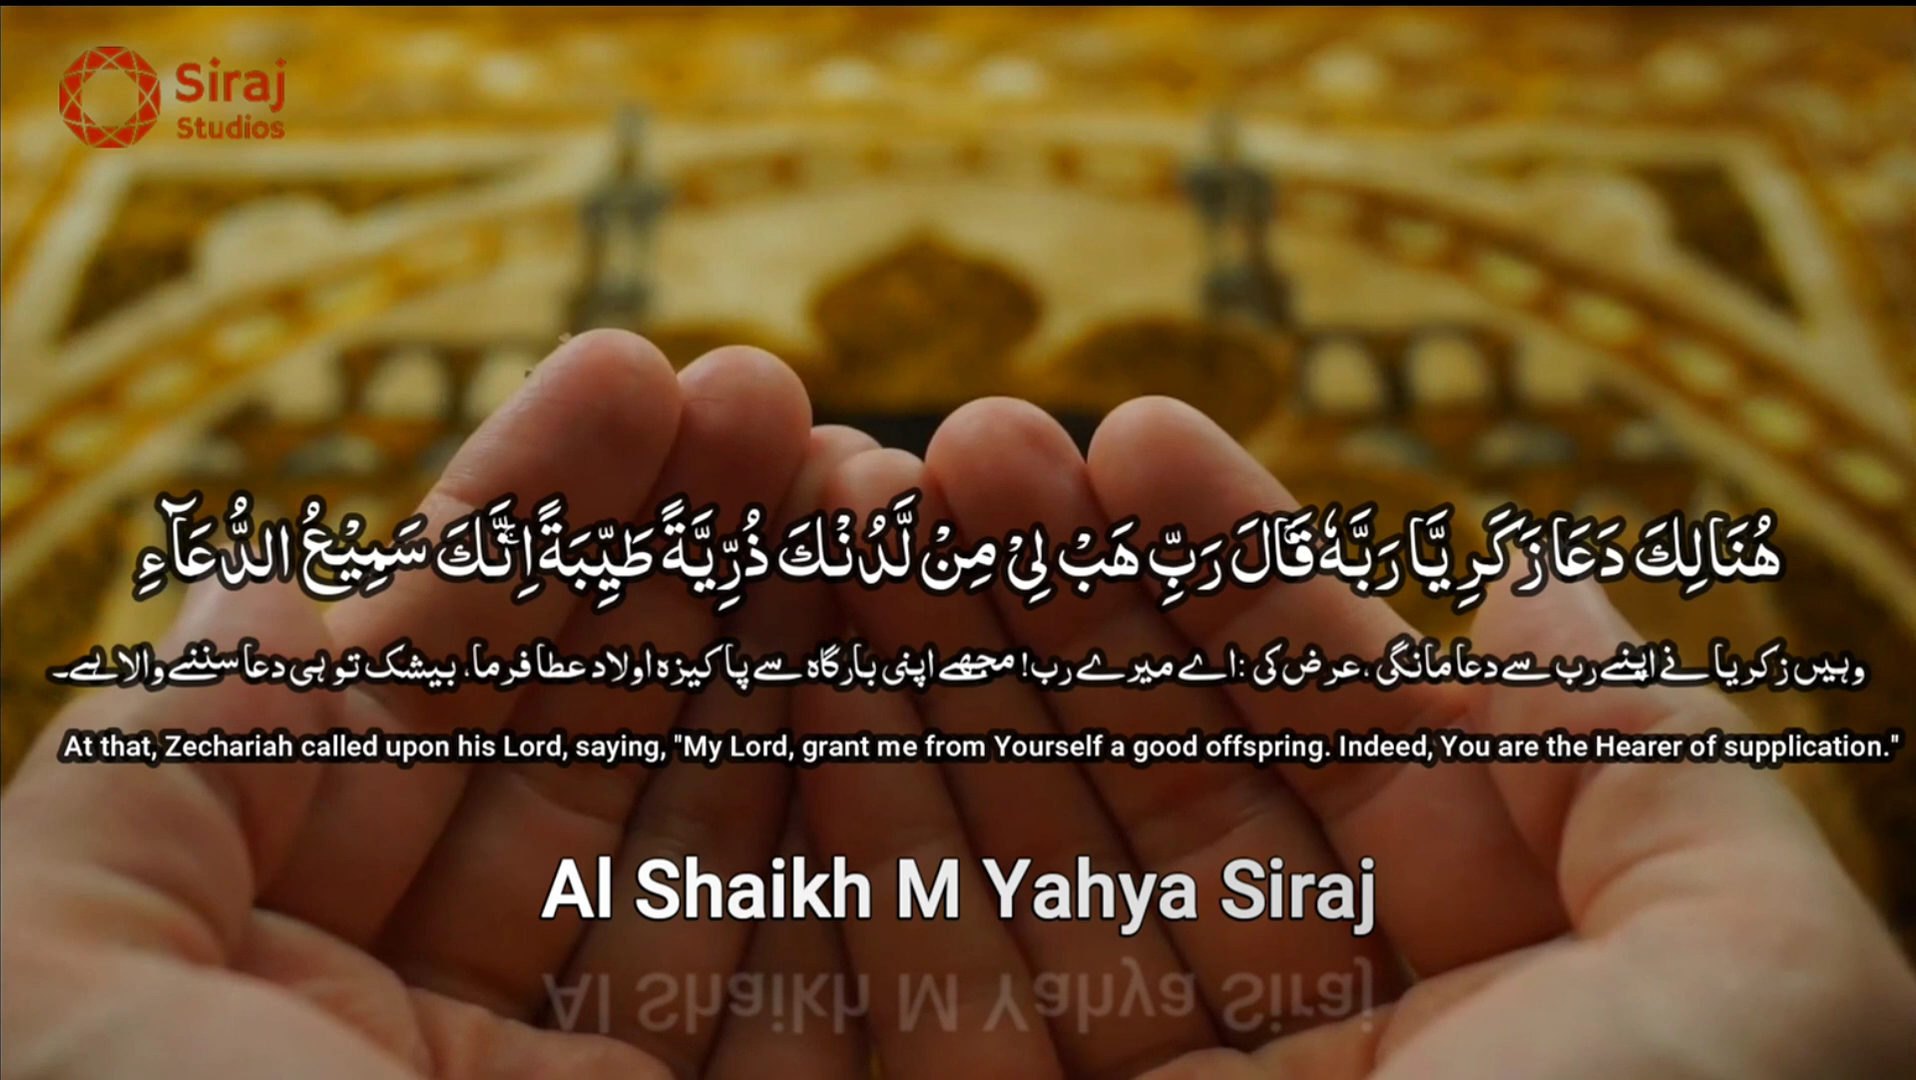 Siraj
Studios
هُنَالِكَ دَعَا زَكَرِيَّا رَبَّهٗ ۚ قَالَ رَبِّ هَبْ لِيْ مِنْ لَّدُنْكَ ذُرِّيَّةً طَيِّبَةً ۚ اِنَّكَ سَمِيْعُ الدُّعَآءِ
وہیں زکریا نے اپنے رب سے دعا مانگی، عرض کی :اے میرے رب! مجھے اپنی بارگاہ سے پاکیزہ اولاد عطا فرما، بیشک تو ہی دعا سننے والا ہے۔
At that, Zechariah called upon his Lord, saying, "My Lord, grant me from Yourself a good offspring. Indeed, You are the Hearer of supplication."
Al Shaikh M Yahya Siraj